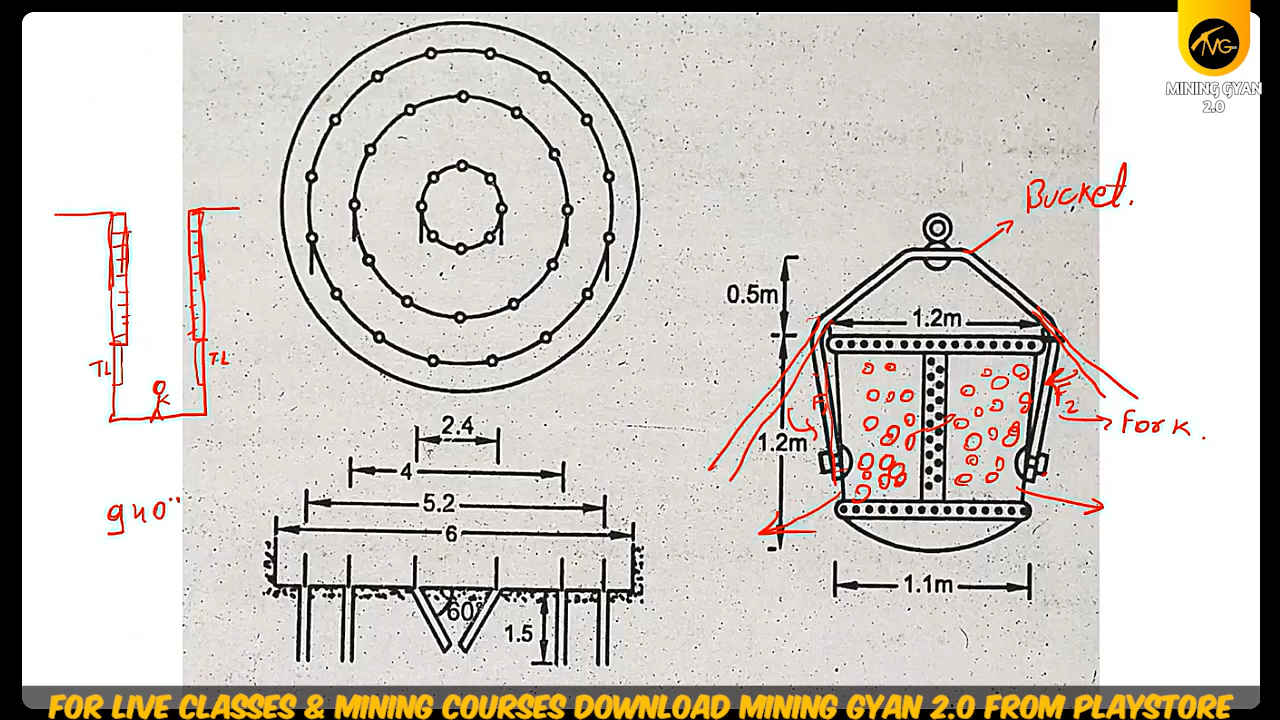 MINING GYAN
2.0
Bucket.
0.5m
1.2m
TL
TL
F2
Fork.
1.2m
2.4
4
5.2
6
60°
1.5
1.1m
FOR LIVE CLASSES & MINING COURSES DOWNLOAD MINING GYAN 2.0 FROM PLAYSTORE